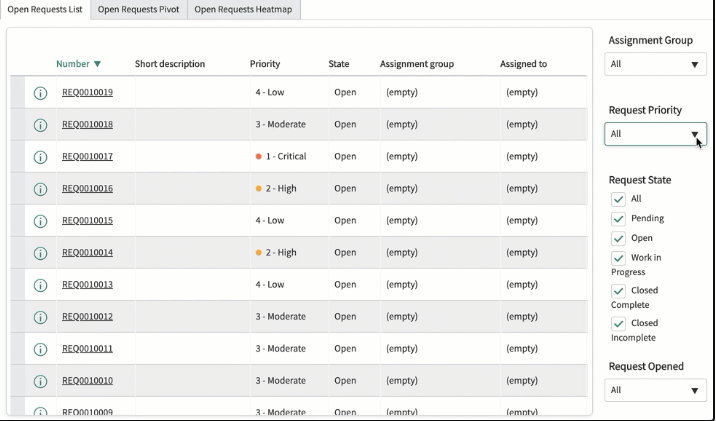 Open Requests List Open Requests Pivot Open Requests Heatmap
Number ▼ Short description Priority State Assignment group Assigned to
REQ0010019 4 - Low Open (empty) (empty)
REQ0010018 3 - Moderate Open (empty) (empty)
REQ0010017 1 - Critical Open (empty) (empty)
REQ0010016 2 - High Open (empty) (empty)
REQ0010015 4 - Low Open (empty) (empty)
REQ0010014 2 - High Open (empty) (empty)
REQ0010013 4 - Low Open (empty) (empty)
REQ0010012 3 - Moderate Open (empty) (empty)
REQ0010011 3 - Moderate Open (empty) (empty)
REQ0010010 3 - Moderate Open (empty) (empty)
REQ0010009 3 - Moderate Open (empty) (empty)
Assignment Group
All
Request Priority
All
Request State
All
Pending
Open
Work in
Progress
Closed
Complete
Closed
Incomplete
Request Opened
All